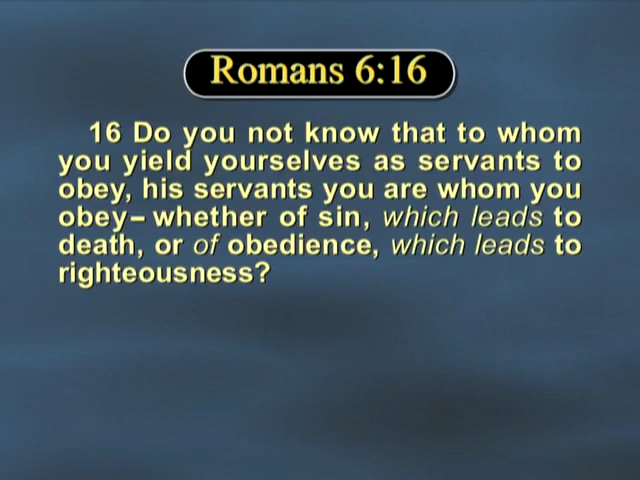 Romans 6:16
16 Do you not know that to whom
you yield yourselves as servants to
obey, his servants you are whom you
obey–whether of sin, which leads to
death, or of obedience, which leads to
righteousness?